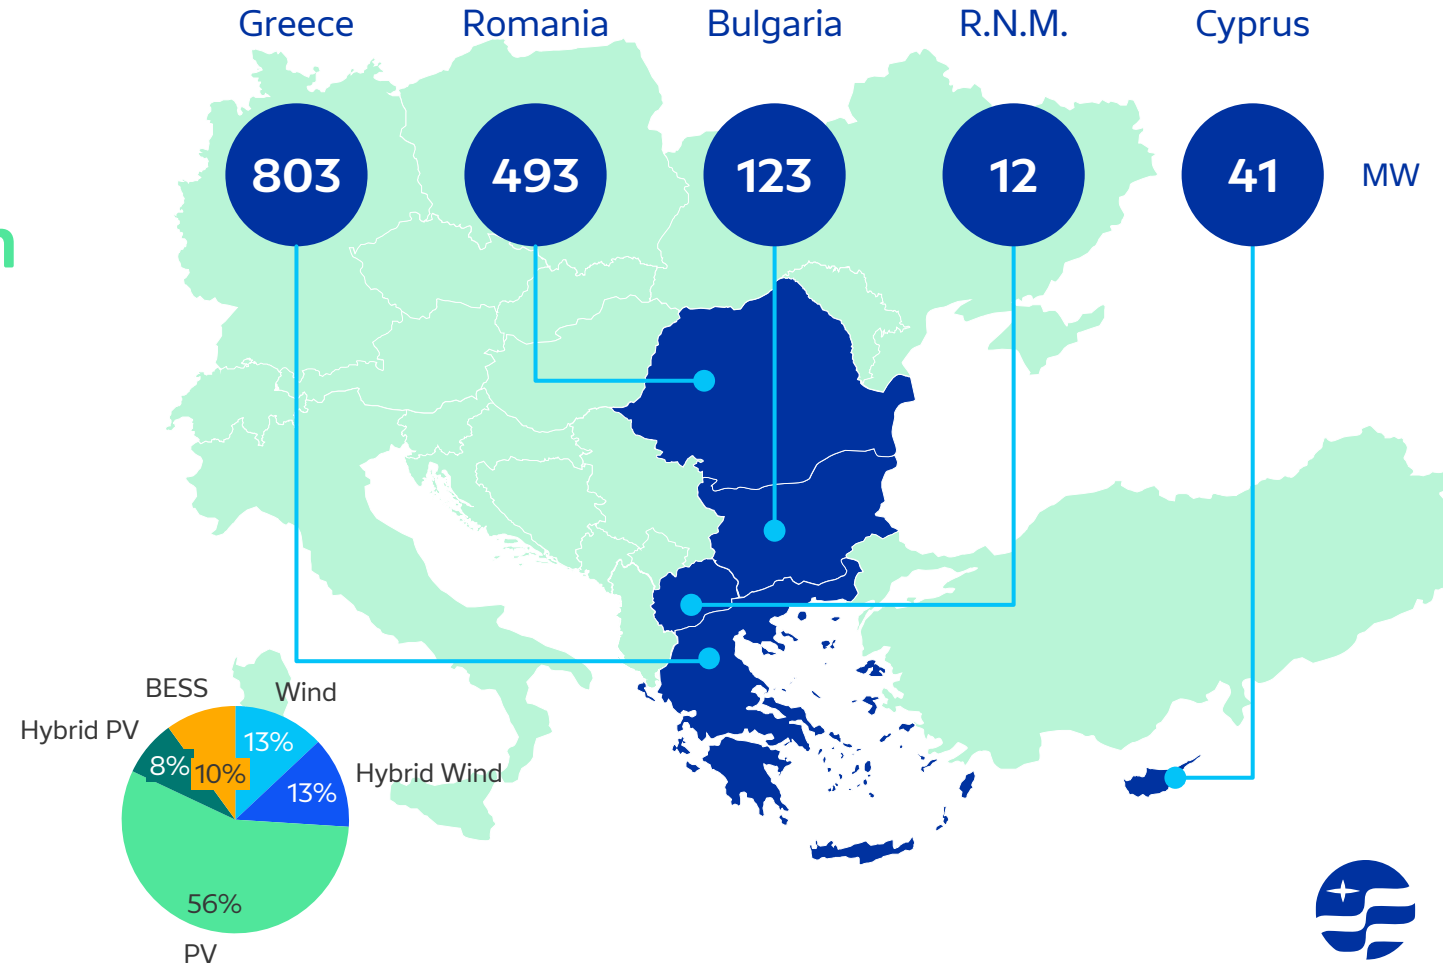 Greece
Romania
Bulgaria
R.N.M.
Cyprus
803
493
123
12
41
MW
BESS
Wind
Hybrid PV
13%
8%
10%
Hybrid Wind
13%
56%
PV